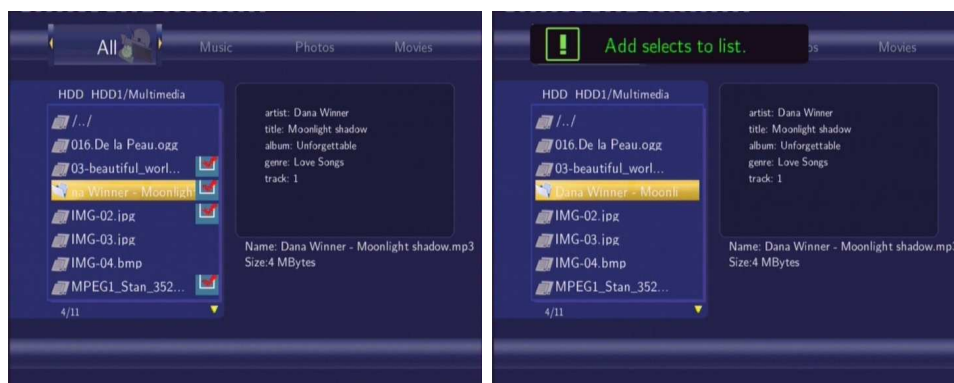 All Music Photos Movies
HDD HDD1/Multimedia
/../
016.De la Peau.ogg
03-beautiful_worl...
na Winner - Moonligh
IMG-02.jpg
IMG-03.jpg
IMG-04.bmp
MPEG1_Stan_352...
4/11
artist: Dana Winner
title: Moonlight shadow
album: Unforgettable
genre: Love Songs
track: 1
Name: Dana Winner - Moonlight shadow.mp3
Size:4 MBytes
Add selects to list.
os Movies
HDD HDD1/Multimedia
/../
016.De la Peau.ogg
03-beautiful_worl...
Dana Winner - Moonli
IMG-02.jpg
IMG-03.jpg
IMG-04.bmp
MPEG1_Stan_352...
4/11
artist: Dana Winner
title: Moonlight shadow
album: Unforgettable
genre: Love Songs
track: 1
Name: Dana Winner - Moonlight shadow.mp
Size:4 MBytes